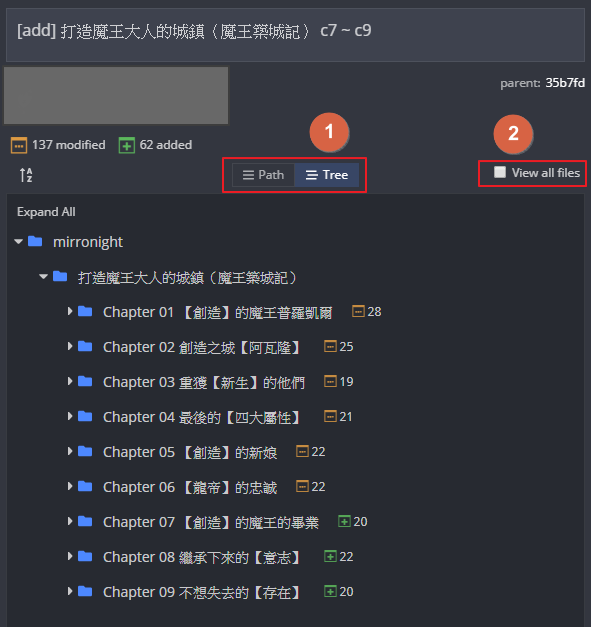 [add] 打造魔王大人的城鎮（魔王築城記） c7 ~ c9
parent: 35b7fd
1
2
137 modified 62 added
A Z Path Tree View all files
Expand All
mirronight
打造魔王大人的城鎮（魔王築城記）
Chapter 01 【創造】的魔王普羅凱爾 28
Chapter 02 創造之城【阿瓦隆】 25
Chapter 03 重獲【新生】的他們 19
Chapter 04 最後的【四大屬性】 21
Chapter 05 【創造】的新娘 22
Chapter 06 【龍帝】的忠誠 22
Chapter 07 【創造】的魔王的畢業 20
Chapter 08 繼承下來的【意志】 22
Chapter 09 不想失去的【存在】 20